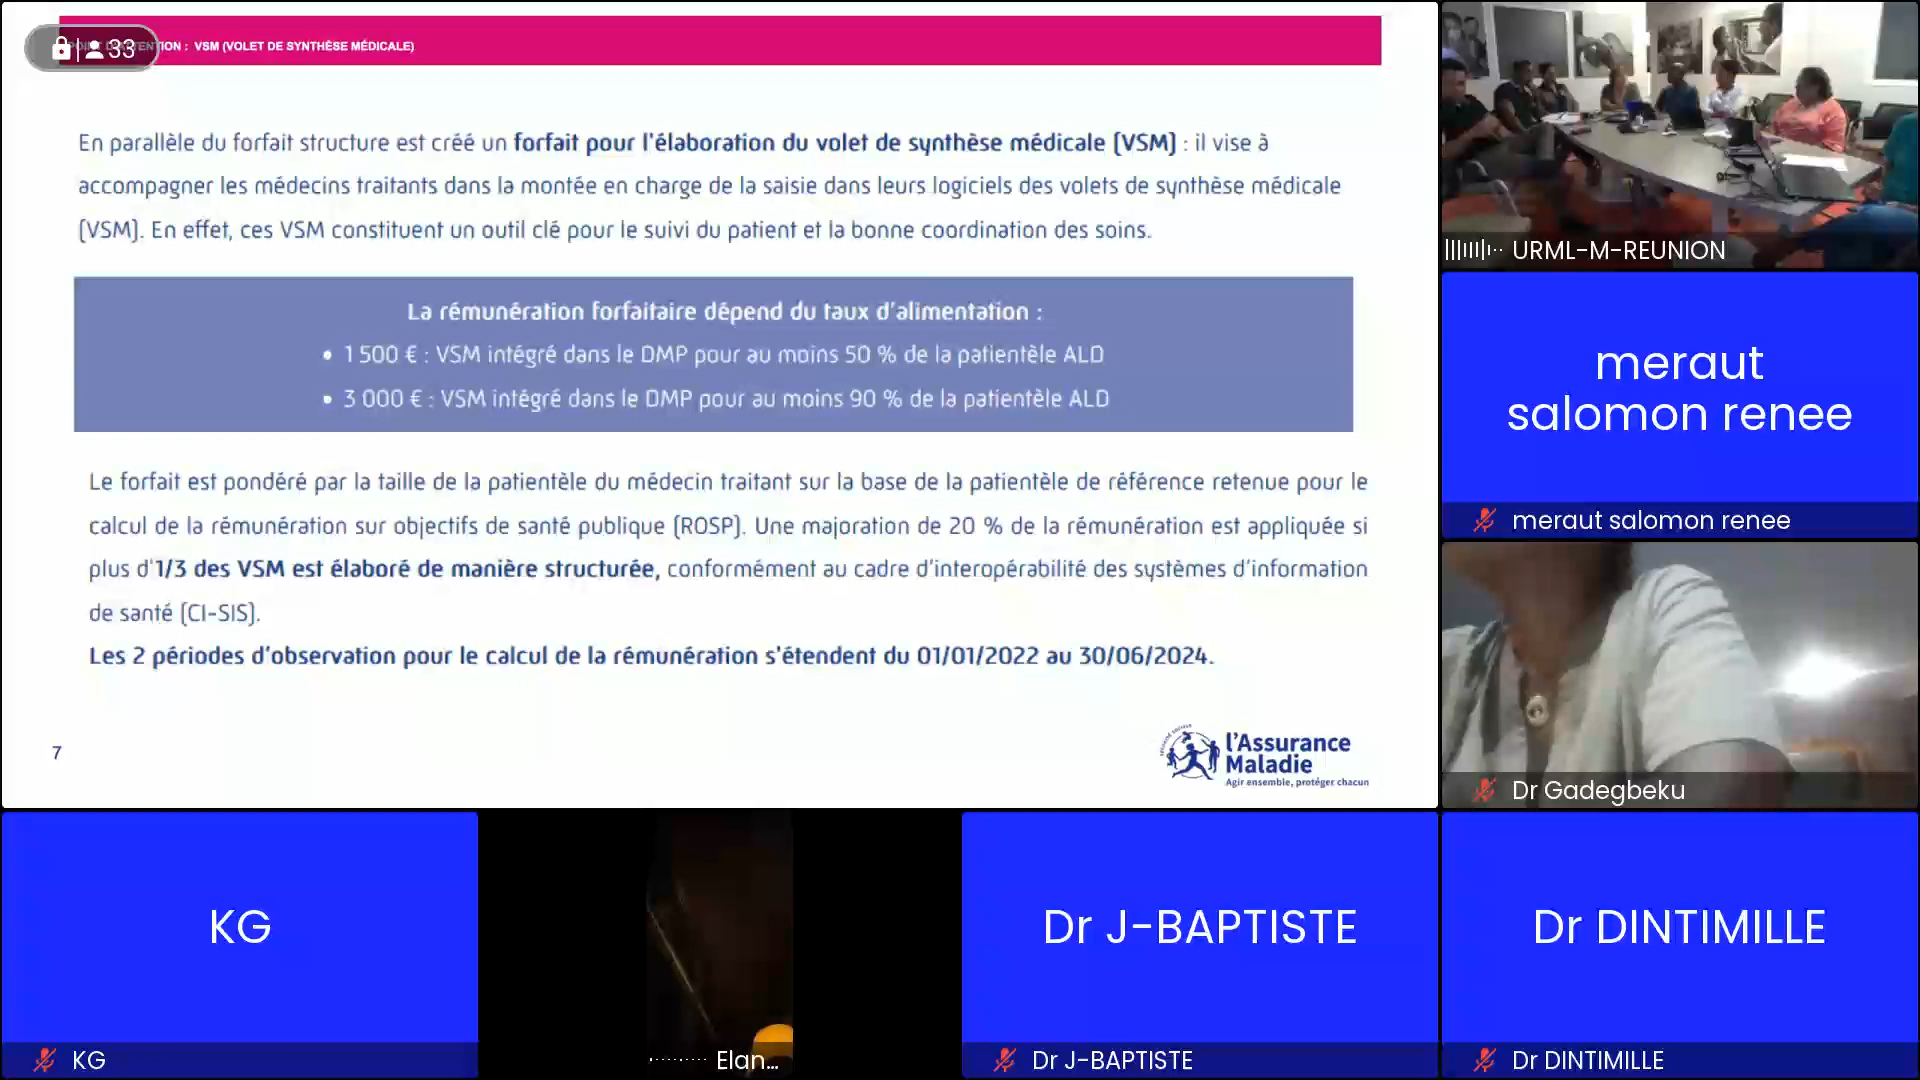 POINT D'ATTENTION : VSM (VOLET DE SYNTHÈSE MÉDICALE)
33
En parallèle du forfait structure est créé un forfait pour l'élaboration du volet de synthèse médicale (VSM) : il vise à
accompagner les médecins traitants dans la montée en charge de la saisie dans leurs logiciels des volets de synthèse médicale
(VSM). En effet, ces VSM constituent un outil clé pour le suivi du patient et la bonne coordination des soins.
La rémunération forfaitaire dépend du taux d'alimentation :
• 1 500 € : VSM intégré dans le DMP pour au moins 50 % de la patientèle ALD
• 3 000 € : VSM intégré dans le DMP pour au moins 90 % de la patientèle ALD
Le forfait est pondéré par la taille de la patientèle du médecin traitant sur la base de la patientèle de référence retenue pour le
calcul de la rémunération sur objectifs de santé publique (ROSP). Une majoration de 20 % de la rémunération est appliquée si
plus d'1/3 des VSM est élaboré de manière structurée, conformément au cadre d'interopérabilité des systèmes d'information
de santé (CI-SIS).
Les 2 périodes d'observation pour le calcul de la rémunération s'étendent du 01/01/2022 au 30/06/2024.
7
l'Assurance
Maladie
Agir ensemble, protéger chacun
URML-M-REUNION
meraut
salomon renee
meraut salomon renee
Dr Gadegbeku
KG
KG
Elan...
Dr J-BAPTISTE
Dr J-BAPTISTE
Dr DINTIMILLE
Dr DINTIMILLE